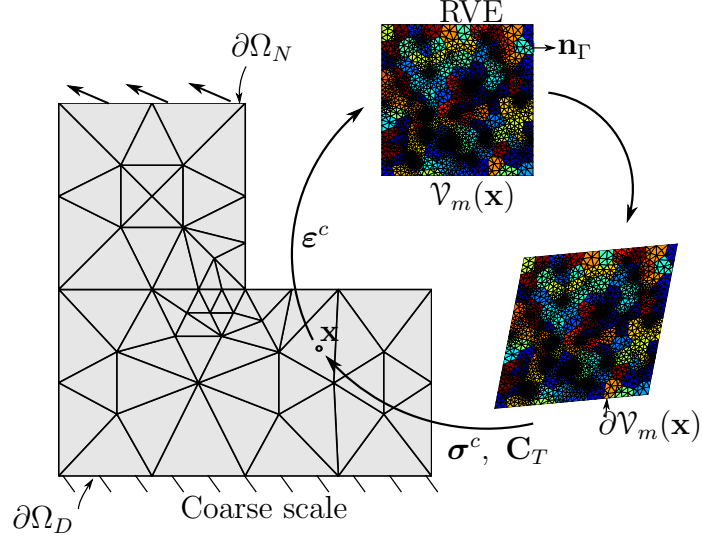 RVE
∂Ω_N
n_Γ
𝒱_m(x)
ε^c
x
∂𝒱_m(x)
σ^c, C_T
Coarse scale
∂Ω_D